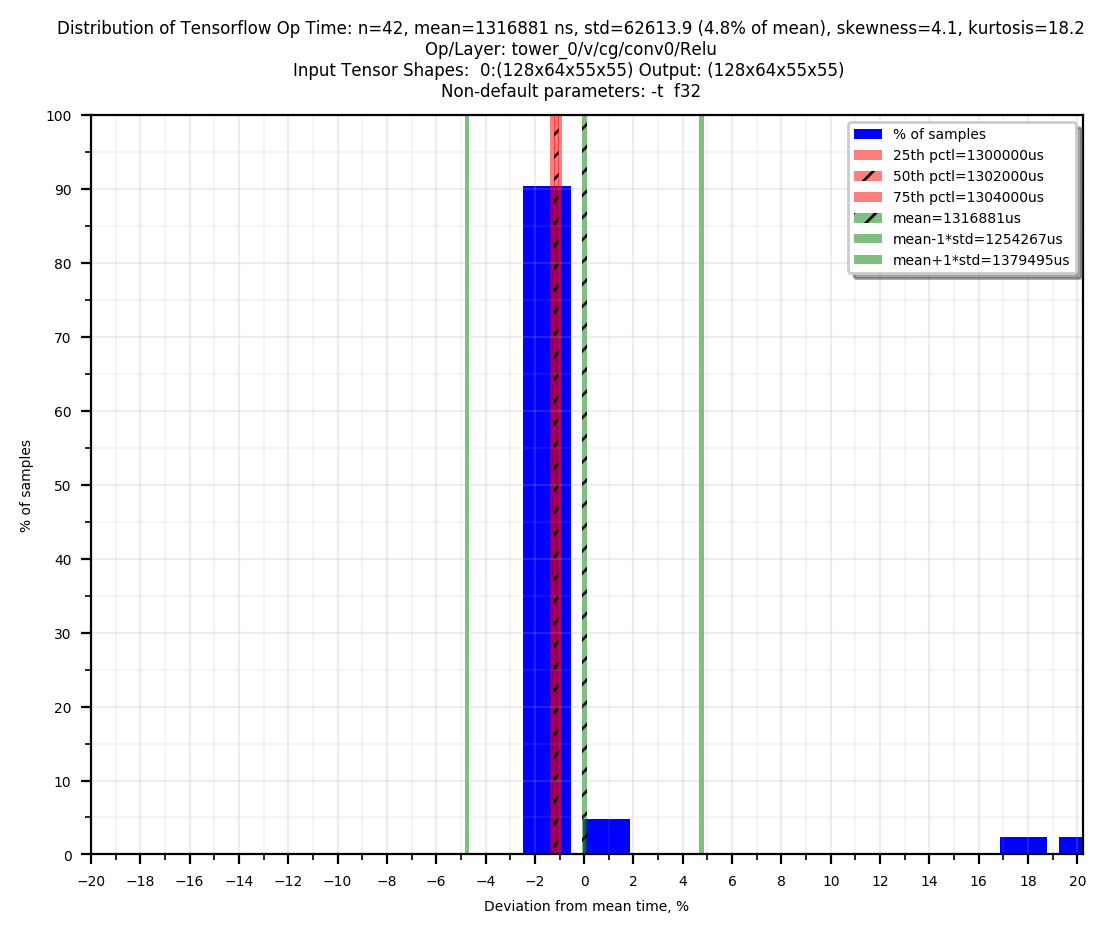 Distribution of Tensorflow Op Time: n=42, mean=1316881 ns, std=62613.9 (4.8% of mean), skewness=4.1, kurtosis=18.2
Op/Layer: tower_0/v/cg/conv0/Relu
Input Tensor Shapes:  0:(128x64x55x55) Output: (128x64x55x55)
Non-default parameters: -t  f32
% of samples
25th pctl=1300000us
50th pctl=1302000us
75th pctl=1304000us
mean=1316881us
mean-1*std=1254267us
mean+1*std=1379495us
100
90
80
70
60
50
40
30
20
10
0
% of samples
−20 −18 −16 −14 −12 −10 −8 −6 −4 −2 0 2 4 6 8 10 12 14 16 18 20
Deviation from mean time, %